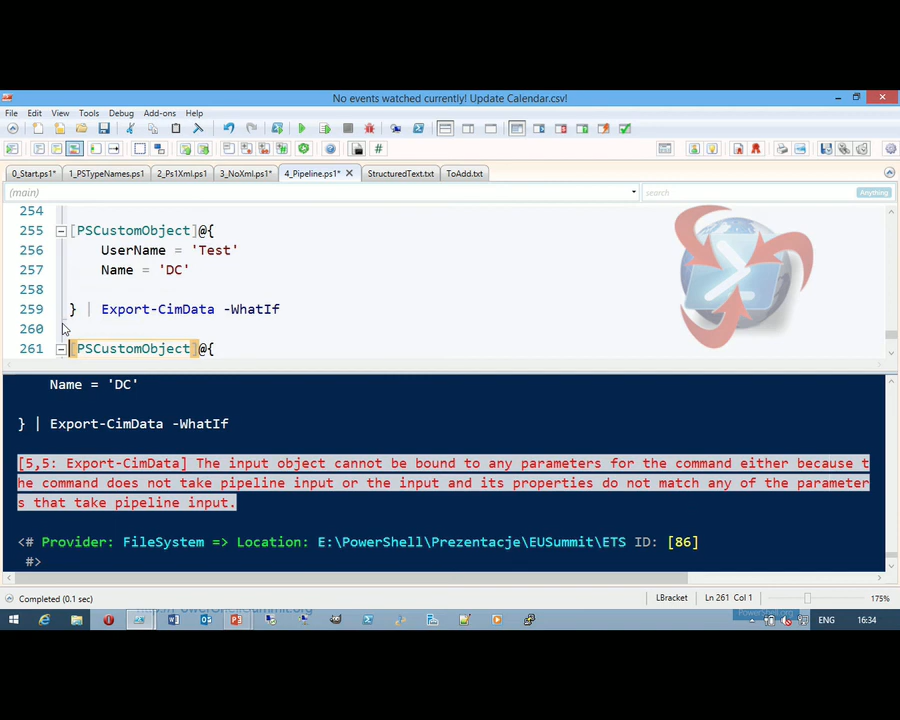 No events watched currently! Update Calendar.csv!
File Edit View Tools Debug Add-ons Help
0_Start.ps1* 1_PSTypeNames.ps1 2_Ps1Xml.ps1 3_NoXml.ps1* 4_Pipeline.ps1* StructuredText.txt ToAdd.txt
(main) search Anything
254
255 [PSCustomObject]@{
256 UserName = 'Test'
257 Name = 'DC'
258
259 } | Export-CimData -WhatIf
260
261 [PSCustomObject]@{
Name = 'DC'
} | Export-CimData -WhatIf
[5,5: Export-CimData] The input object cannot be bound to any parameters for the command either because t
he command does not take pipeline input or the input and its properties do not match any of the parameter
s that take pipeline input.
<# Provider: FileSystem => Location: E:\PowerShell\Prezentacje\EUSummit\ETS ID: [86]
#>
Completed (0.1 sec) LBracket Ln 261 Col 1 175%
ENG 16:34